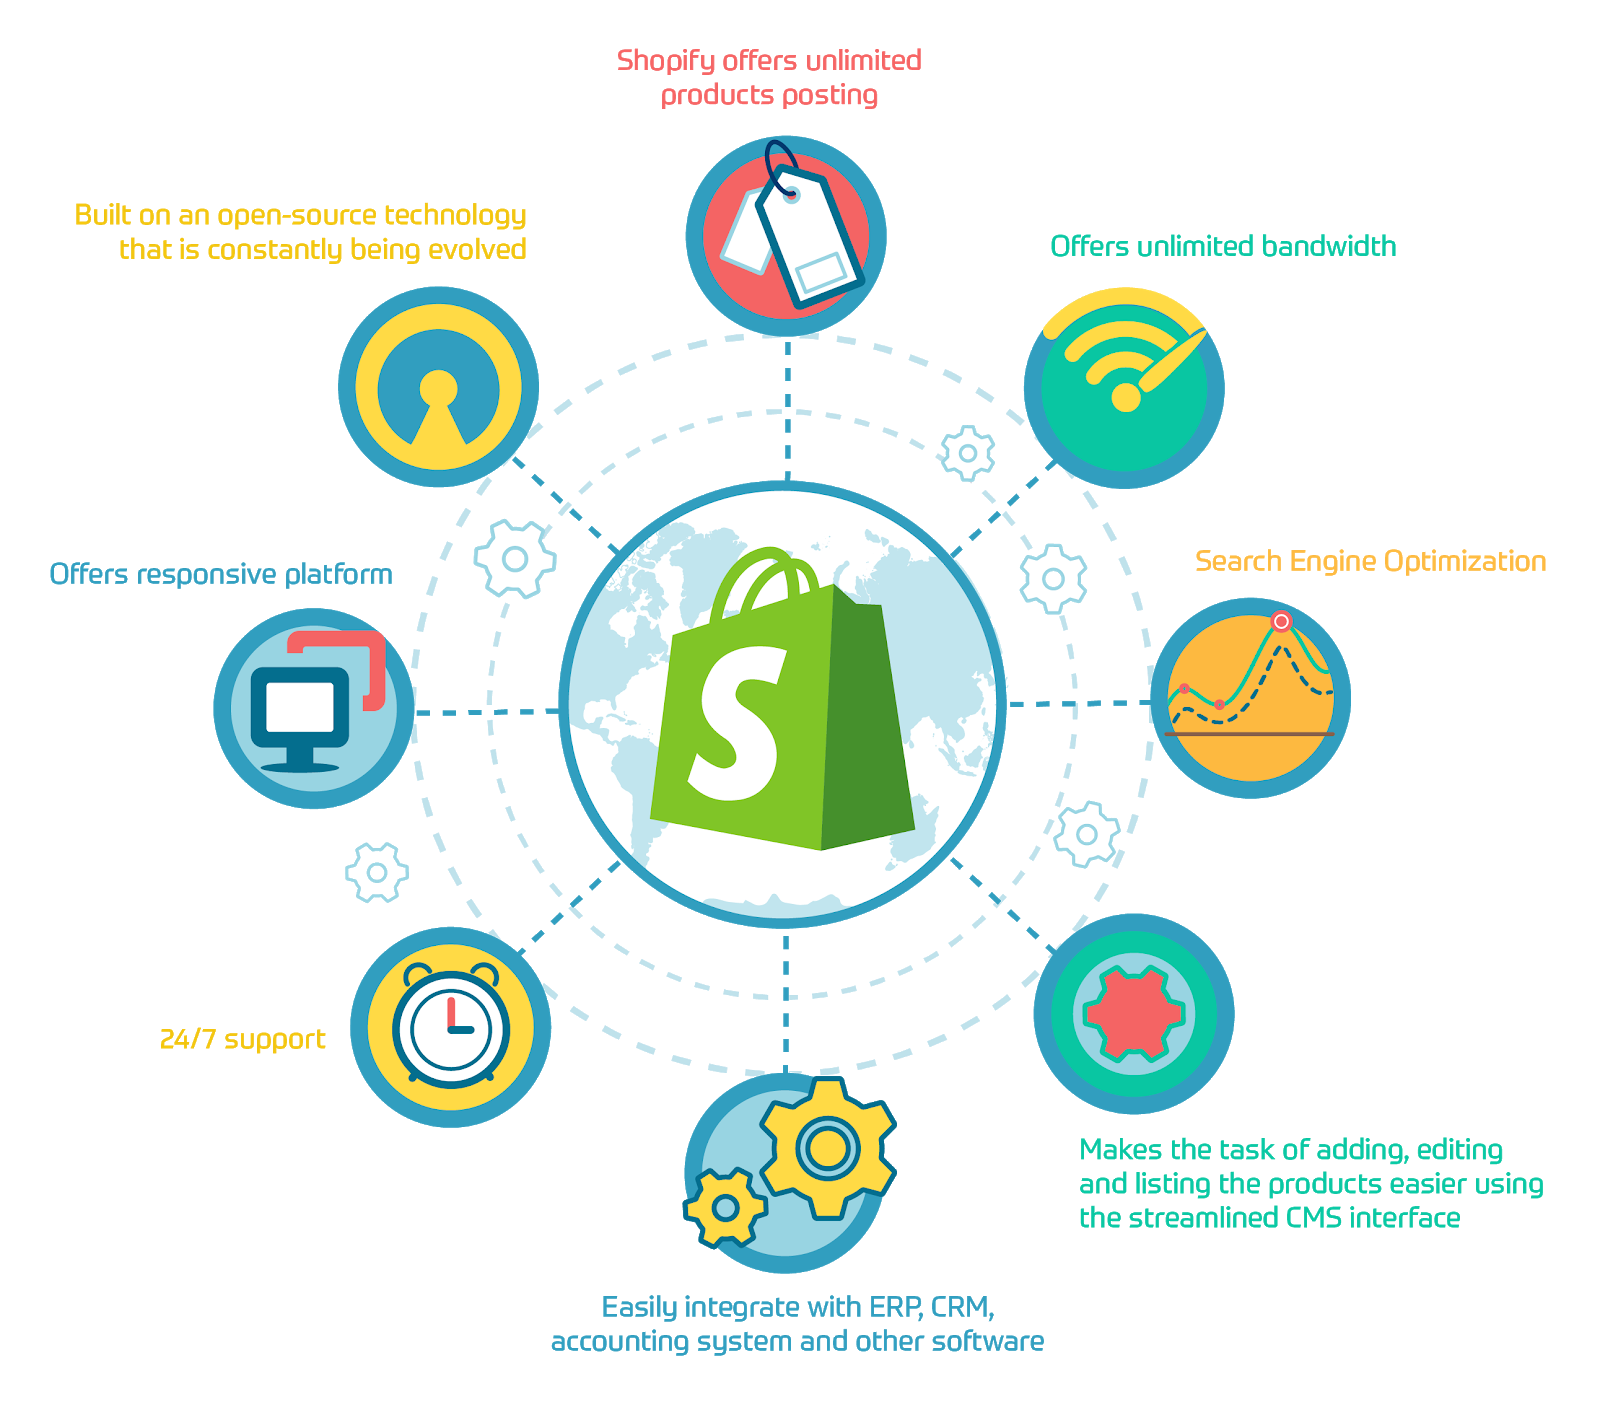 Shopify offers unlimited
products posting
Built on an open-source technology
that is constantly being evolved
Offers unlimited bandwidth
Offers responsive platform
Search Engine Optimization
S
24/7 support
Makes the task of adding, editing
and listing the products easier using
the streamlined CMS interface
Easily integrate with ERP, CRM,
accounting system and other software